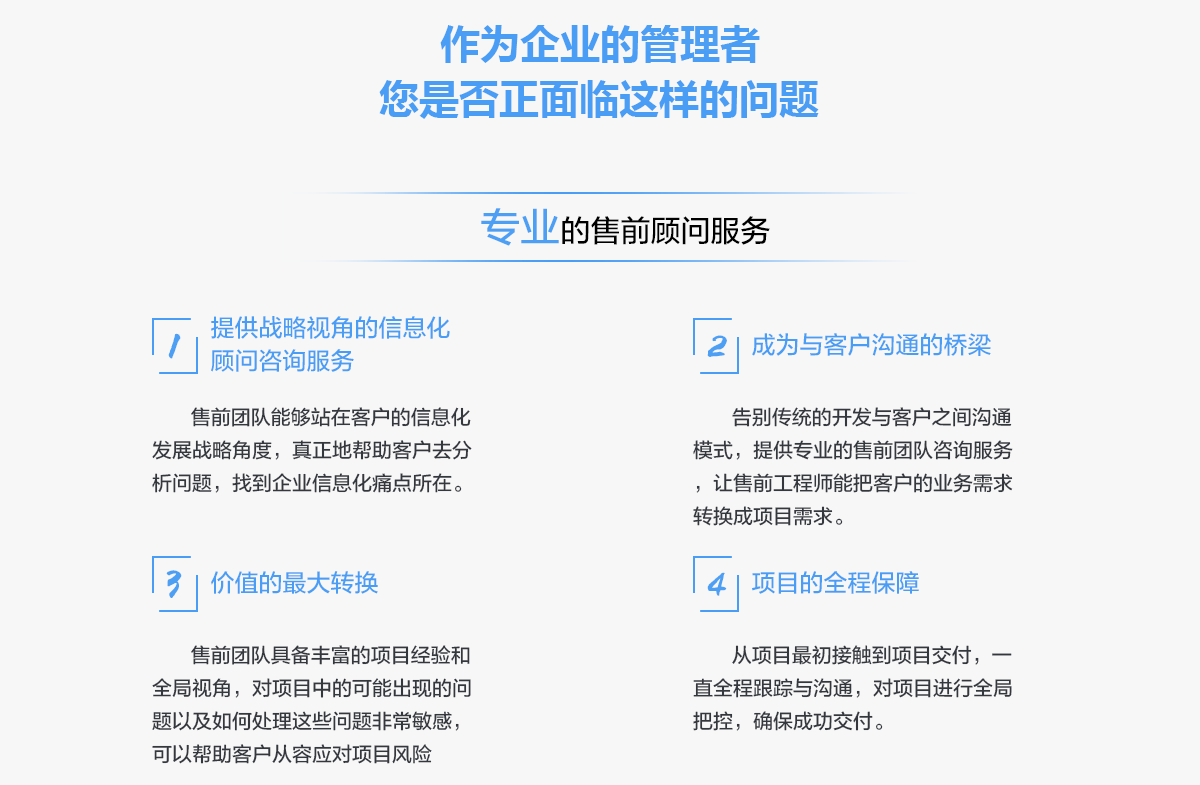 作为企业的管理者
您是否正面临这样的问题
专业的售前顾问服务
1
提供战略视角的信息化
顾问咨询服务
售前团队能够站在客户的信息化
发展战略角度，真正地帮助客户去分
析问题，找到企业信息化痛点所在。
2
成为与客户沟通的桥梁
告别传统的开发与客户之间沟通
模式，提供专业的售前团队咨询服务
，让售前工程师能把客户的业务需求
转换成项目需求。
3
价值的最大转换
售前团队具备丰富的项目经验和
全局视角，对项目中的可能出现的问
题以及如何处理这些问题非常敏感，
可以帮助客户从容应对项目风险
4
项目的全程保障
从项目最初接触到项目交付，一
直全程跟踪与沟通，对项目进行全局
把控，确保成功交付。